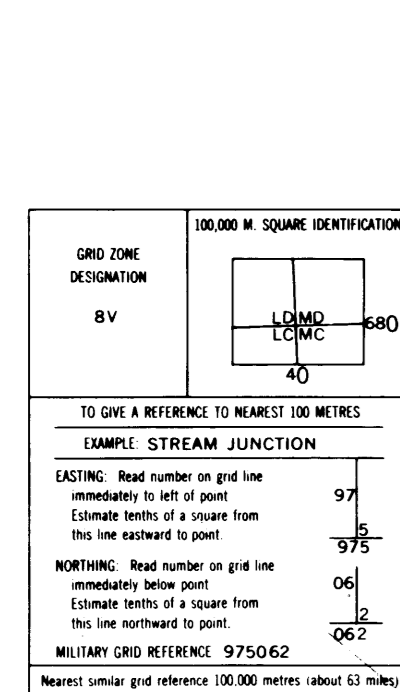 100,000 M. SQUARE IDENTIFICATION
GRID ZONE
DESIGNATION
8V
LD MD
LC MC
680
40
TO GIVE A REFERENCE TO NEAREST 100 METRES
EXAMPLE: STREAM JUNCTION
EASTING: Read number on grid line
immediately to left of point 97
Estimate tenths of a square from
this line eastward to point. 5
975
NORTHING: Read number on grid line
immediately below point 06
Estimate tenths of a square from
this line northward to point. 2
062
MILITARY GRID REFERENCE 975062
Nearest similar grid reference 100,000 metres (about 63 miles)